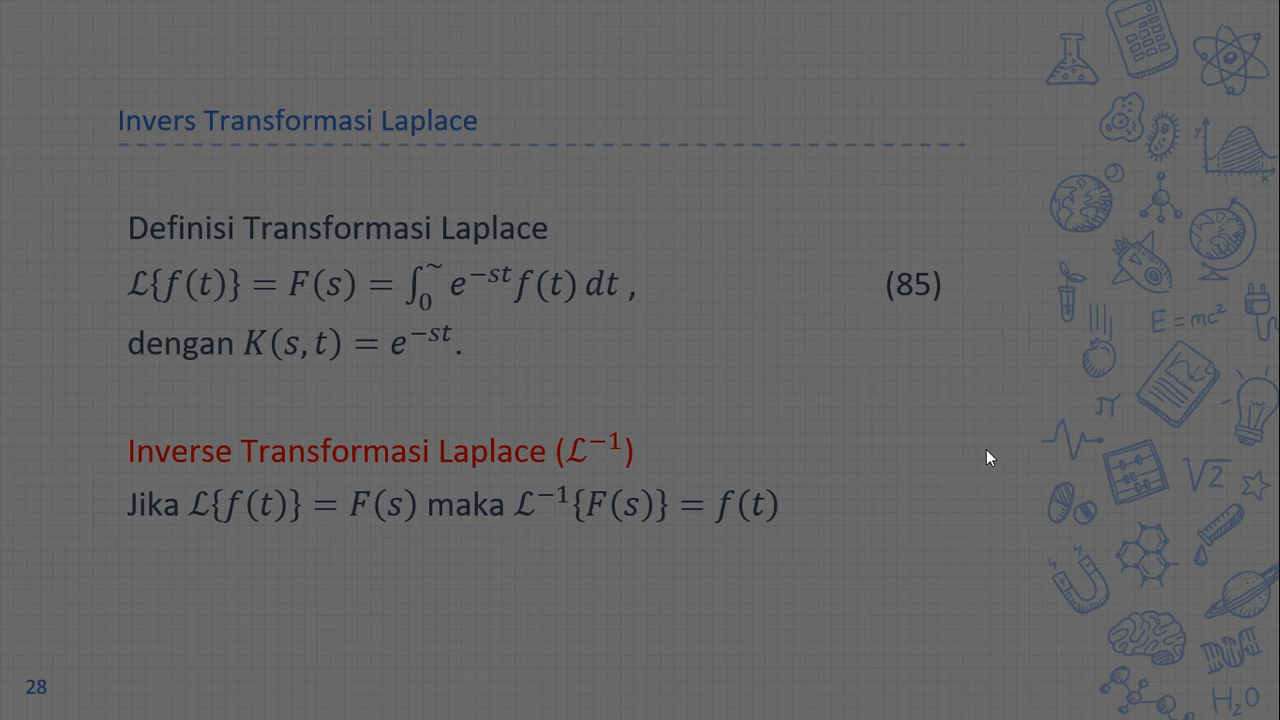 Invers Transformasi Laplace
Definisi Transformasi Laplace
ℒ{f(t)} = F(s) = ∫₀˜ e^{−st} f(t) dt , (85)
dengan K(s, t) = e^{−st}.
Inverse Transformasi Laplace (ℒ⁻¹)
Jika ℒ{f(t)} = F(s) maka ℒ⁻¹{F(s)} = f(t)
28
Y
X
E = mc²
π
√2
H₂O